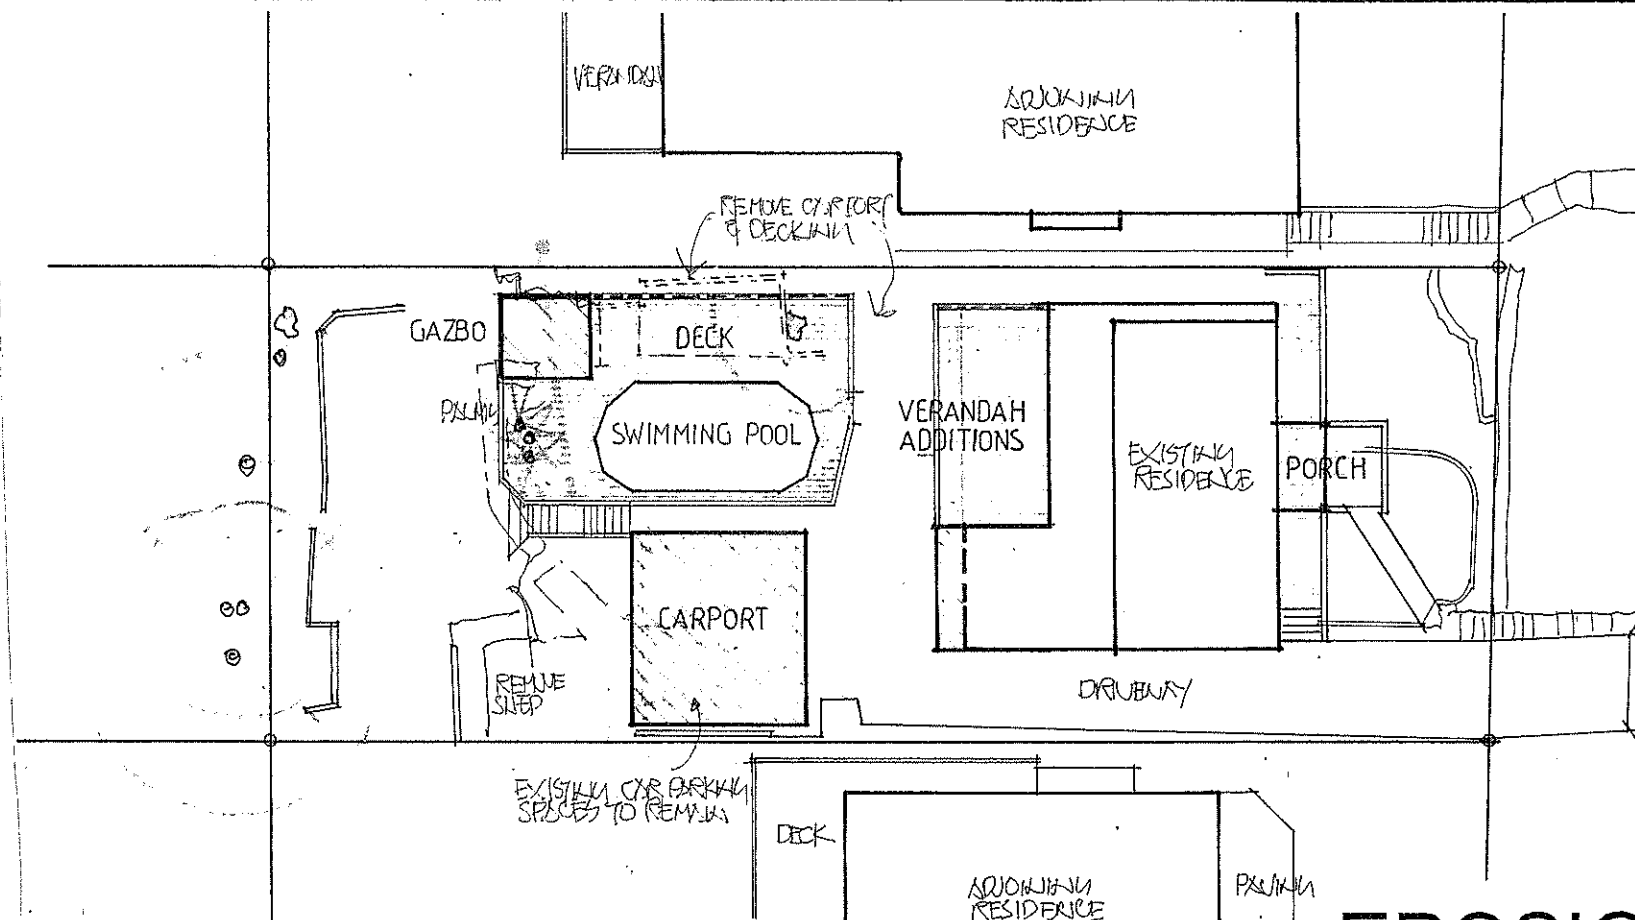 VERANDAH
ADJOINING
RESIDENCE
REMOVE CARPORT
& DECKING
GAZBO
DECK
PALMS
SWIMMING POOL
VERANDAH
ADDITIONS
EXISTING
RESIDENCE
PORCH
CARPORT
REMOVE
SHED
DRIVEWAY
EXISTING CAR PARKING
SPACES TO REMAIN
DECK
ADJOINING
RESIDENCE
PAVING